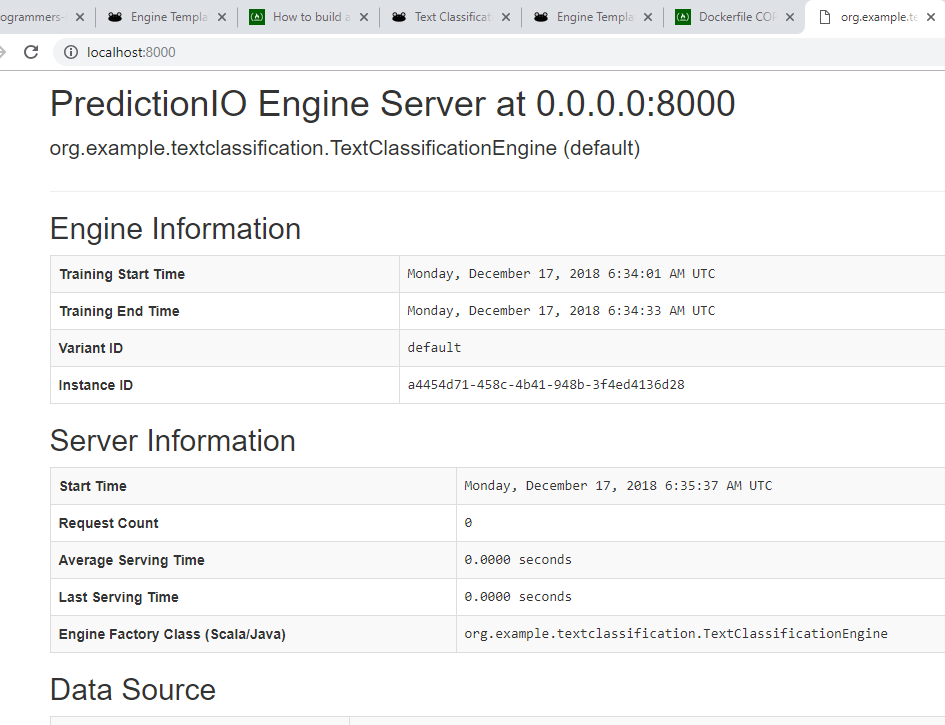 ogrammers- Engine Templa How to build a Text Classificat Engine Templa Dockerfile COP org.example.te
localhost:8000
PredictionIO Engine Server at 0.0.0.0:8000
org.example.textclassification.TextClassificationEngine (default)
Engine Information
Training Start Time Monday, December 17, 2018 6:34:01 AM UTC
Training End Time Monday, December 17, 2018 6:34:33 AM UTC
Variant ID default
Instance ID a4454d71-458c-4b41-948b-3f4ed4136d28
Server Information
Start Time Monday, December 17, 2018 6:35:37 AM UTC
Request Count 0
Average Serving Time 0.0000 seconds
Last Serving Time 0.0000 seconds
Engine Factory Class (Scala/Java) org.example.textclassification.TextClassificationEngine
Data Source